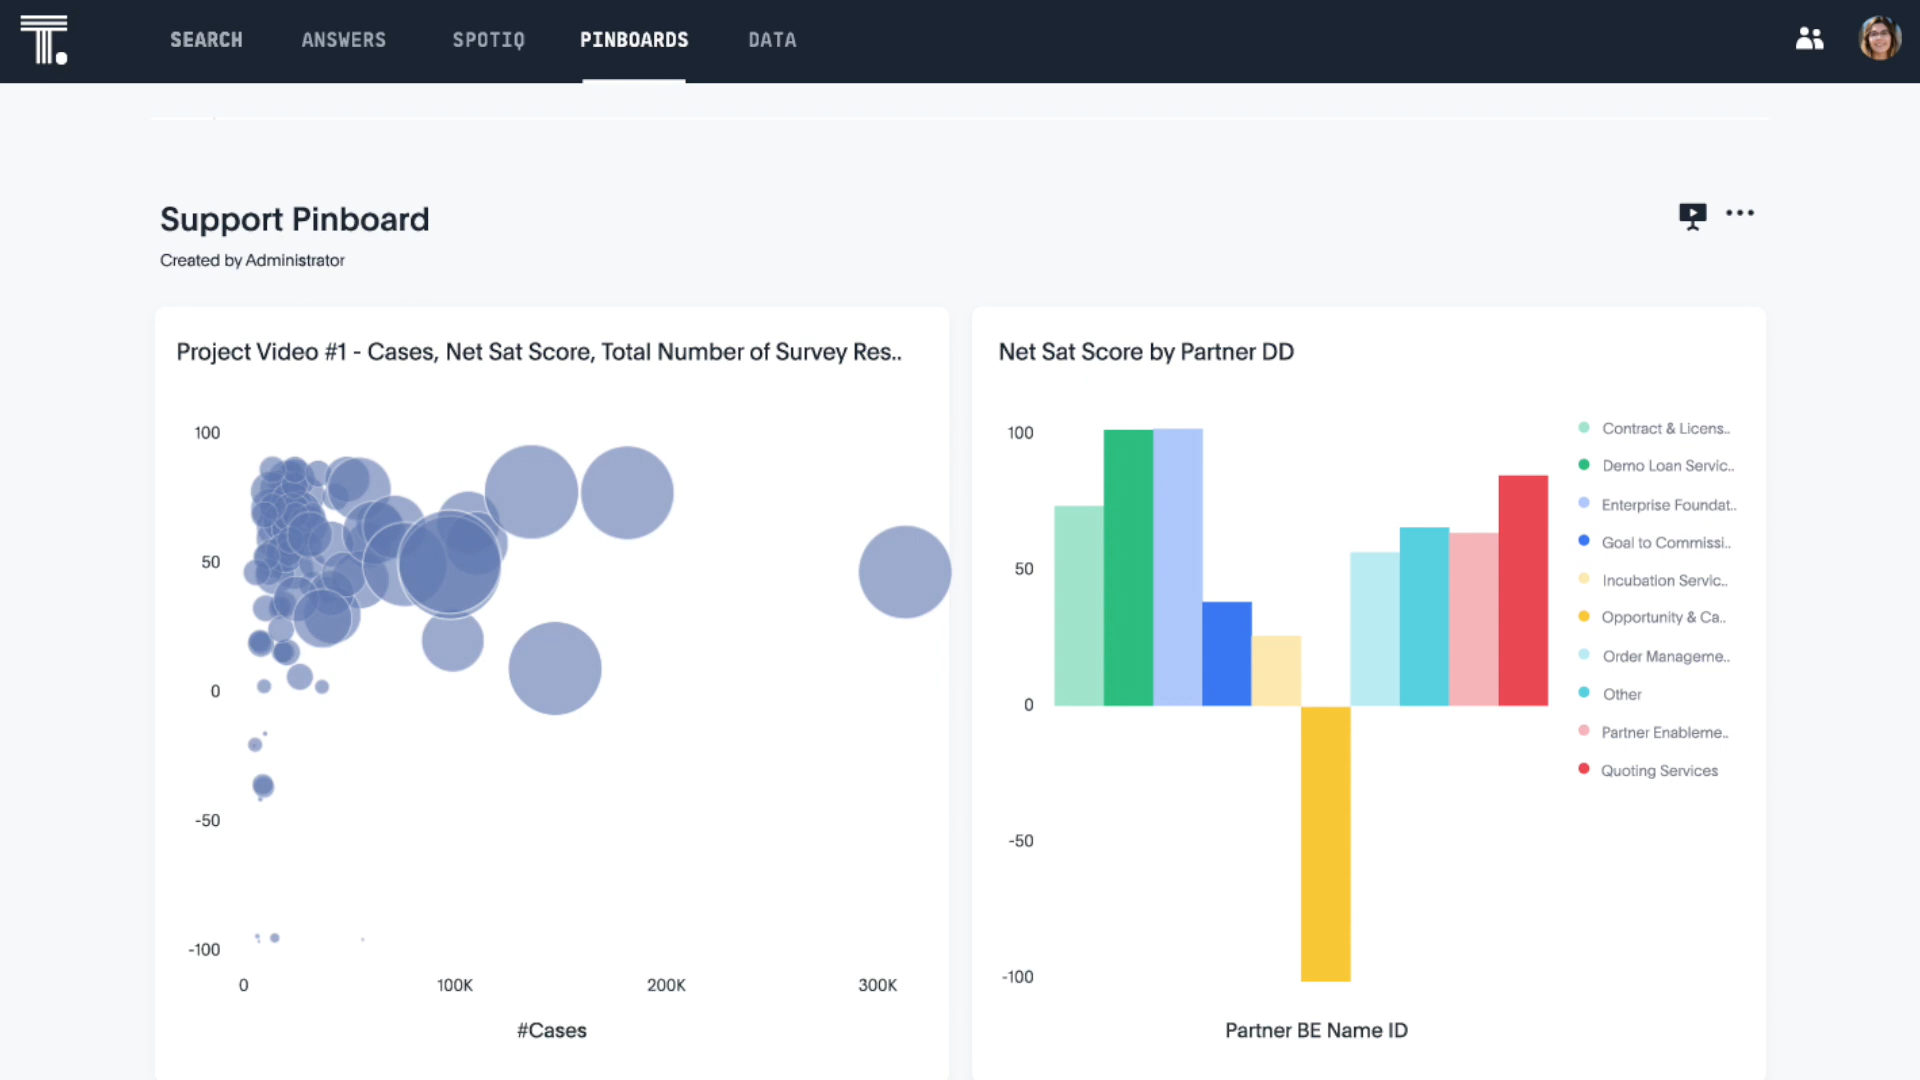 T.
SEARCH
ANSWERS
SPOTIQ
PINBOARDS
DATA
Support Pinboard
Created by Administrator
Project Video #1 - Cases, Net Sat Score, Total Number of Survey Res..
100
50
0
-50
-100
0
100K
200K
300K
#Cases
Net Sat Score by Partner DD
100
50
0
-50
-100
Contract & Licens..
Demo Loan Servic..
Enterprise Foundat..
Goal to Commissi..
Incubation Servic..
Opportunity & Ca..
Order Manageme..
Other
Partner Enableme..
Quoting Services
Partner BE Name ID